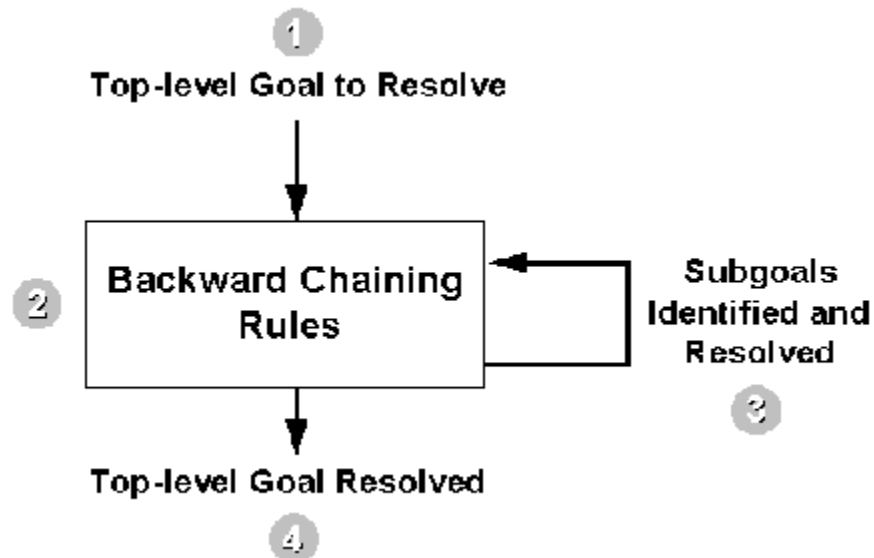 1
Top-level Goal to Resolve
2
Backward Chaining
Rules
Subgoals
Identified and
Resolved
3
Top-level Goal Resolved
4